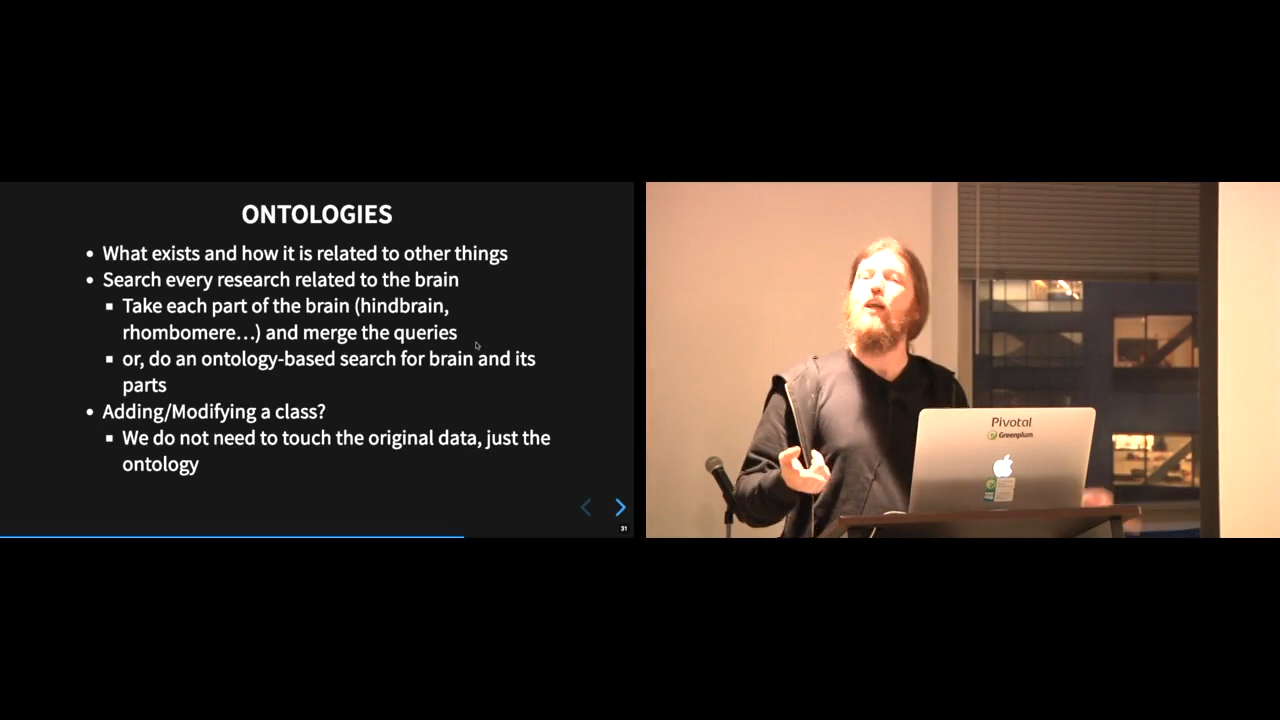 ONTOLOGIES
• What exists and how it is related to other things
• Search every research related to the brain
▪ Take each part of the brain (hindbrain,
rhombomere…) and merge the queries
▪ or, do an ontology-based search for brain and its
parts
• Adding/Modifying a class?
▪ We do not need to touch the original data, just the
ontology
31
Pivotal
Greenplum